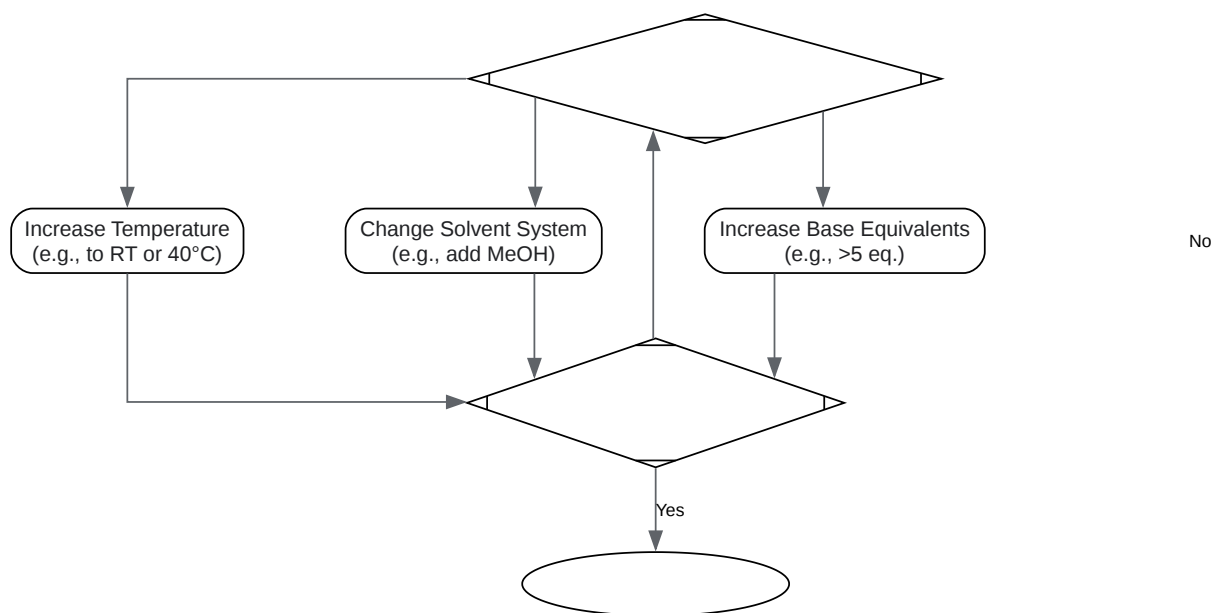 Increase Temperature
(e.g., to RT or 40°C)
Change Solvent System
(e.g., add MeOH)
Increase Base Equivalents
(e.g., >5 eq.)
No
Yes